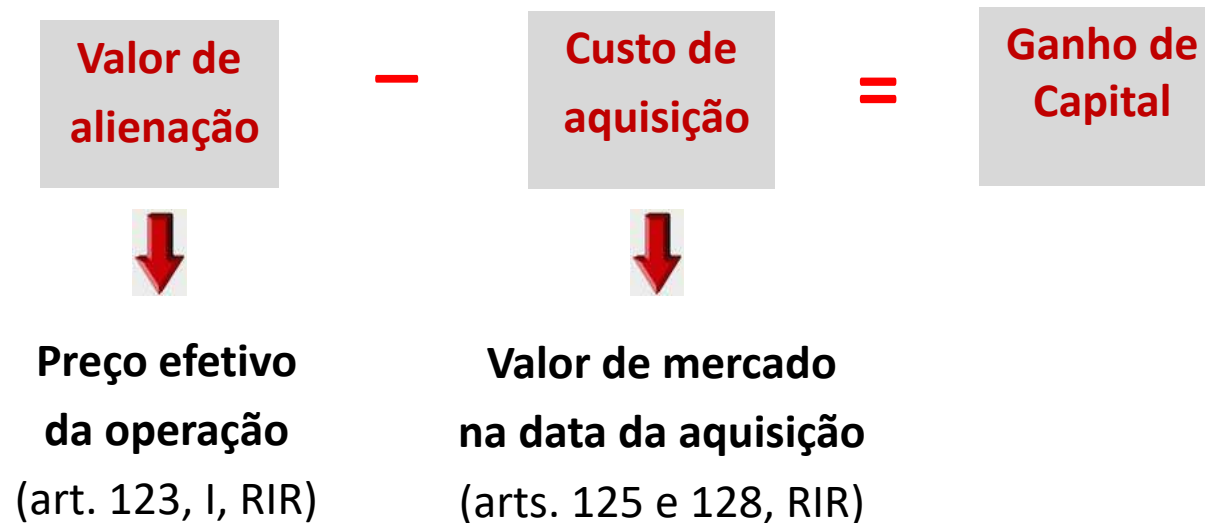 Valor de
alienação
–
Custo de
aquisição
=
Ganho de
Capital
Preço efetivo
da operação
(art. 123, I, RIR)
Valor de mercado
na data da aquisição
(arts. 125 e 128, RIR)